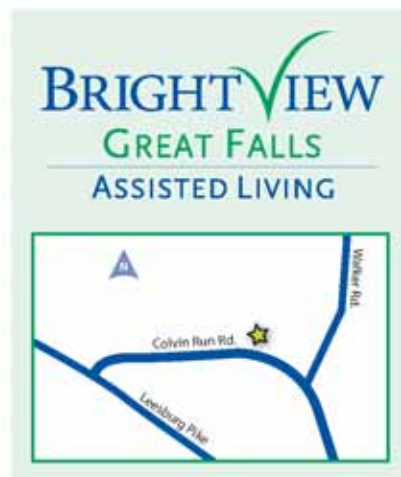 BRIGHTVIEW
GREAT FALLS
ASSISTED LIVING
N
Walker Rd.
Colvin Run Rd.
Leesburg Pike